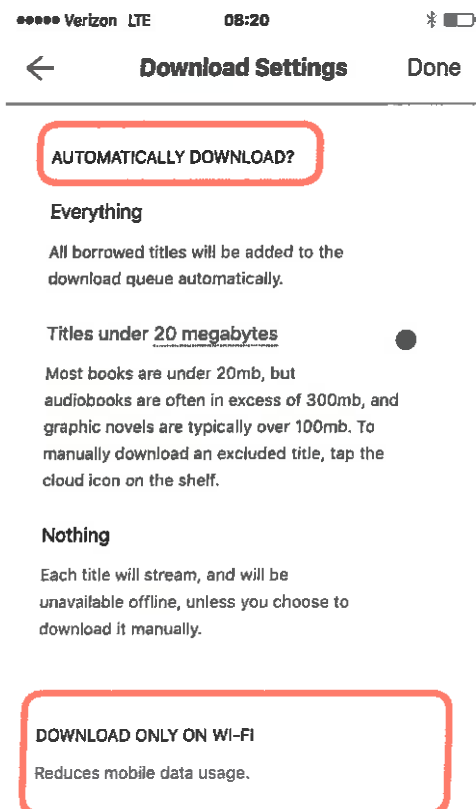 Verizon LTE 08:20
Download Settings Done
AUTOMATICALLY DOWNLOAD?
Everything
All borrowed titles will be added to the
download queue automatically.
Titles under 20 megabytes
Most books are under 20mb, but
audiobooks are often in excess of 300mb, and
graphic novels are typically over 100mb. To
manually download an excluded title, tap the
cloud icon on the shelf.
Nothing
Each title will stream, and will be
unavailable offline, unless you choose to
download it manually.
DOWNLOAD ONLY ON WI-FI
Reduces mobile data usage.